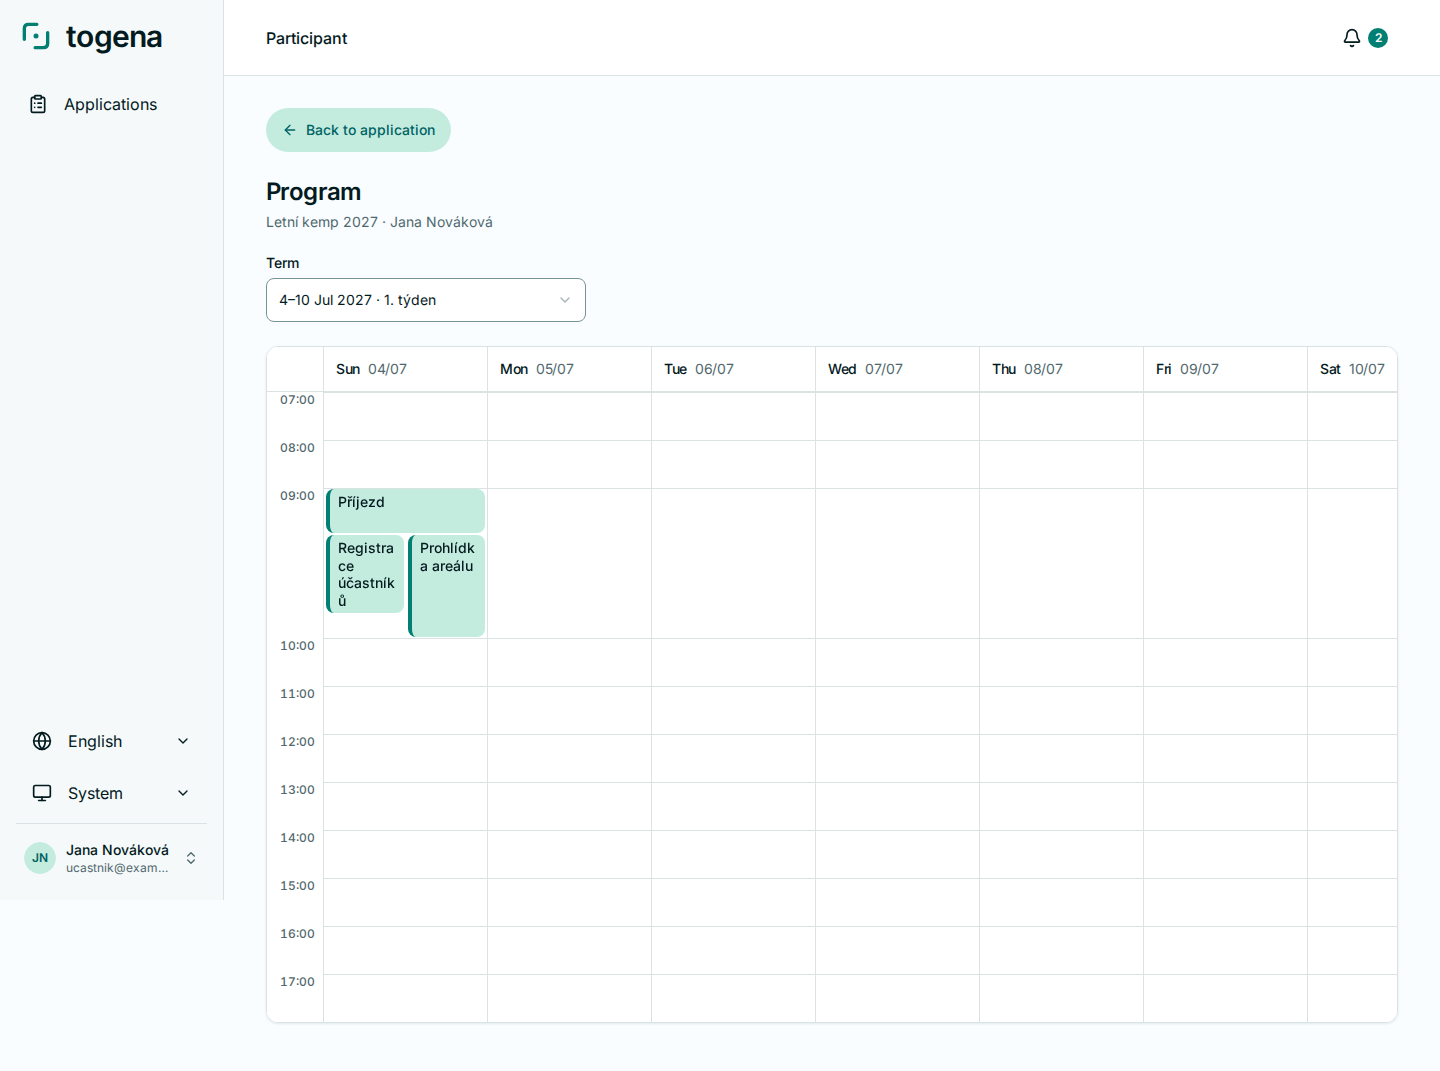 togena
Participant
2
Applications
Back to application
Program
Letní kemp 2027 · Jana Nováková
Term
4–10 Jul 2027 · 1. týden
Sun 04/07
Mon 05/07
Tue 06/07
Wed 07/07
Thu 08/07
Fri 09/07
Sat 10/07
07:00
08:00
09:00
Příjezd
Registra
ce
účastník
ů
Prohlídk
a areálu
10:00
11:00
12:00
13:00
14:00
15:00
16:00
17:00
English
System
JN
Jana Nováková
ucastnik@exam...